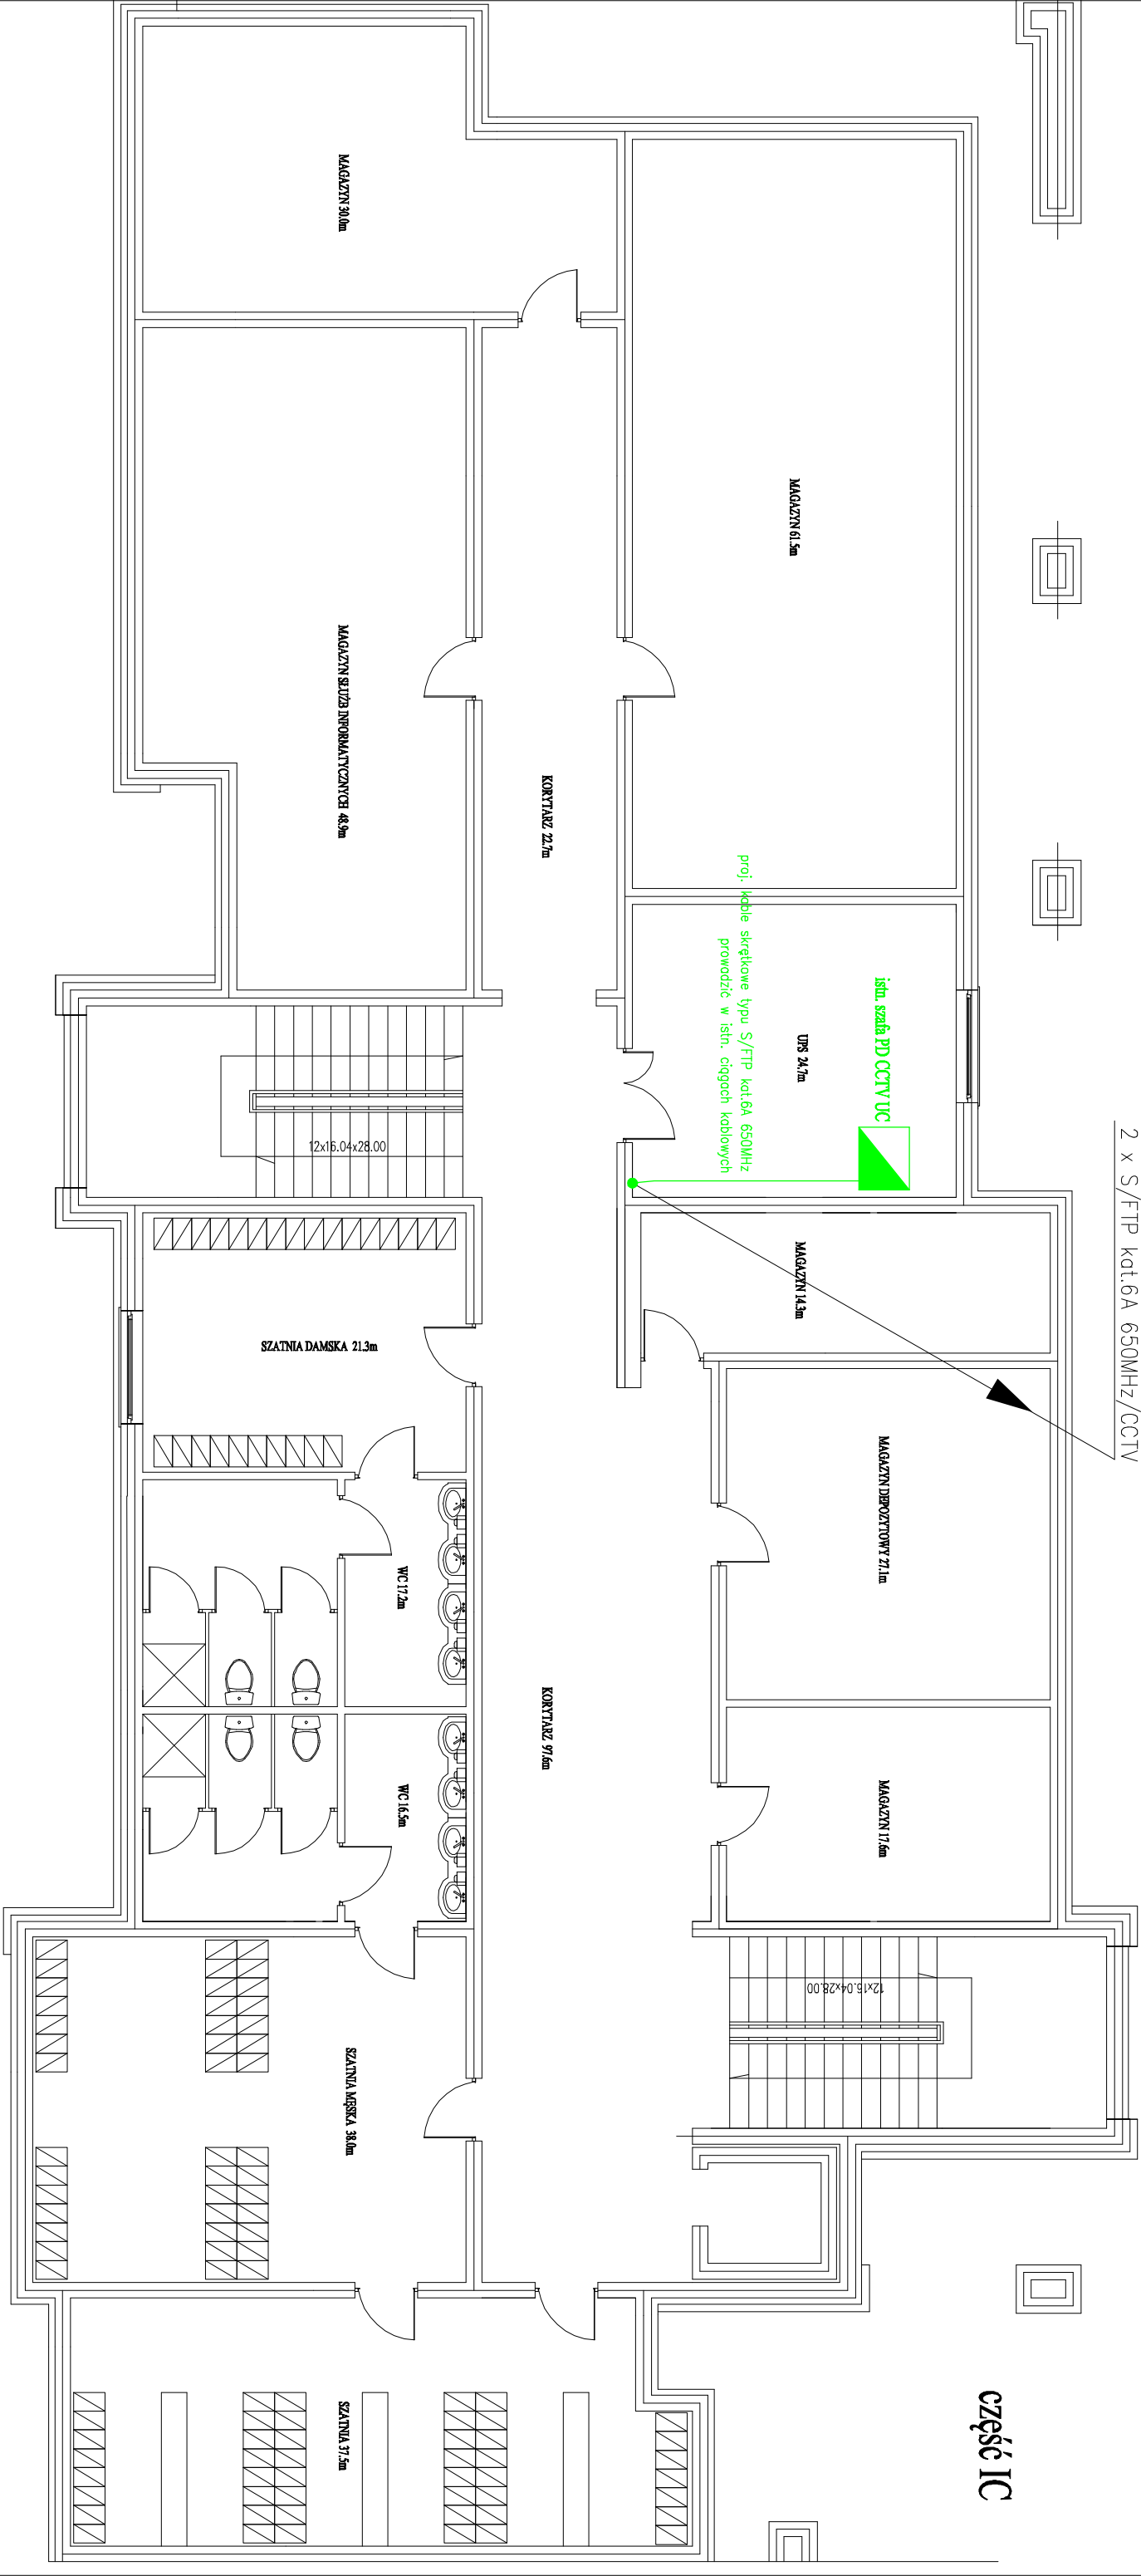 2 x S/FTP kat.6A 650MHz/CCTV
część IC
MAGAZYN 61.5m
istn. szafa PD CCTV UC
UPS 24.7m
proj. kable skrętkowe typu S/FTP kat.6A 650MHz
prowadzić w istn. ciągach kablowych
MAGAZYN 14.3m
MAGAZYN DEPOZYTOWY 27.1m
MAGAZYN 17.6m
12x16.04x28.00
KORYTARZ 22.7m
KORYTARZ 97.6m
MAGAZYN 30.0m
MAGAZYN SŁUŻB INFORMATYCZNYCH 48.9m
12x16.04x28.00
SZATNIA DAMSKA 21.3m
WC 17.2m
WC 16.5m
SZATNIA MĘSKA 38.0m
SZATNIA 37.5m